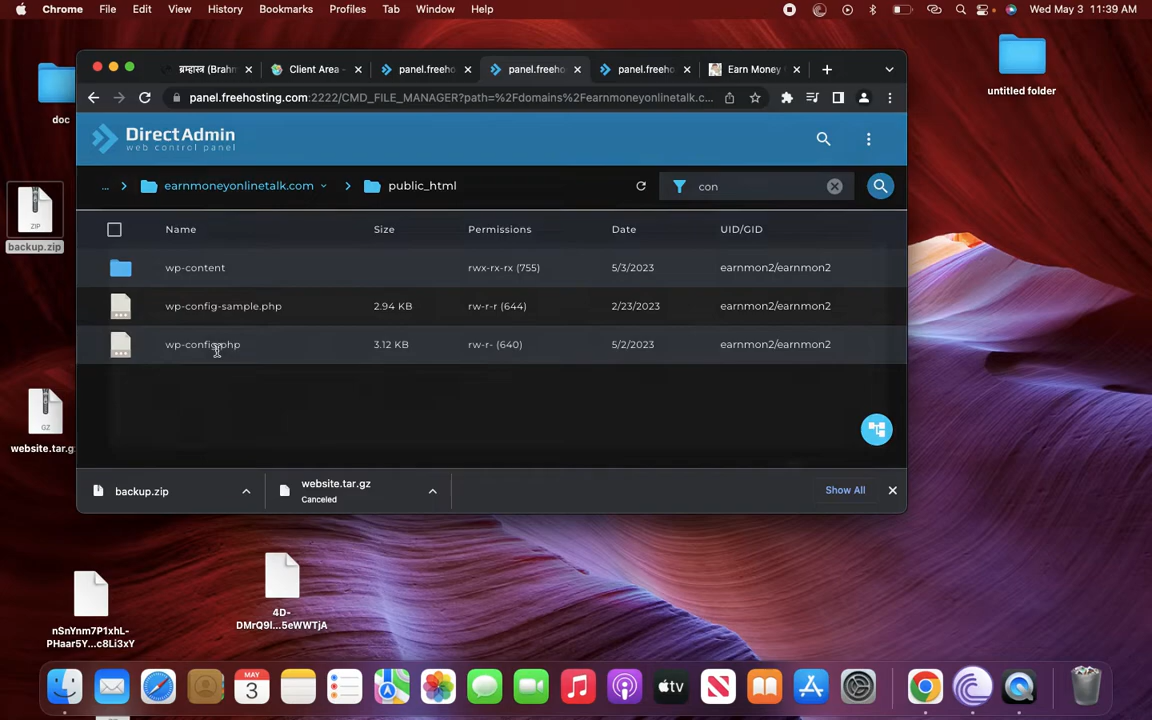 Chrome File Edit View History Bookmarks Profiles Tab Window Help Wed May 3 11:39 AM
ब्रम्हास्त्र (Brahm Client Area - panel.freeho panel.freeho panel.freeho Earn Money
panel.freehosting.com:2222/CMD_FILE_MANAGER?path=%2Fdomains%2Fearnmoneyonlinetalk.c...
DirectAdmin
web control panel
... earnmoneyonlinetalk.com public_html con
Name Size Permissions Date UID/GID
wp-content rwx-rx-rx (755) 5/3/2023 earnmon2/earnmon2
wp-config-sample.php 2.94 KB rw-r-r (644) 2/23/2023 earnmon2/earnmon2
wp-config.php 3.12 KB rw-r- (640) 5/2/2023 earnmon2/earnmon2
backup.zip
website.tar.gz
Canceled
Show All
doc
ZIP
backup.zip
GZ
website.tar.g
untitled folder
nSnYnm7P1xhL-
PHaar5Y...c8Li3xY
4D-
DMrQ9I...5eWWTjA
MAY
3
tv